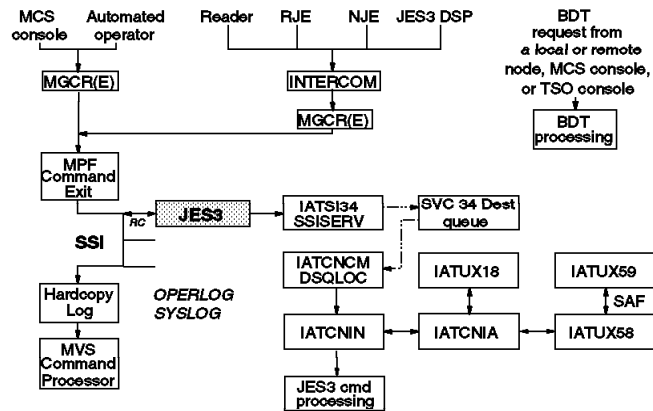 MCS console
Automated operator
Reader
RJE
NJE
JES3 DSP
BDT
request from
a local or remote
node, MCS console,
or TSO console
MGCR(E)
INTERCOM
MGCR(E)
BDT
processing
MPF
Command
Exit
RC
JES3
IATSI34
SSISERV
SVC 34 Dest
queue
SSI
IATCNCM
DSQLOC
IATUX18
IATUX59
Hardcopy
Log
OPERLOG
SYSLOG
SAF
IATCNIN
IATCNIA
IATUX58
MVS
Command
Processor
JES3 cmd
processing